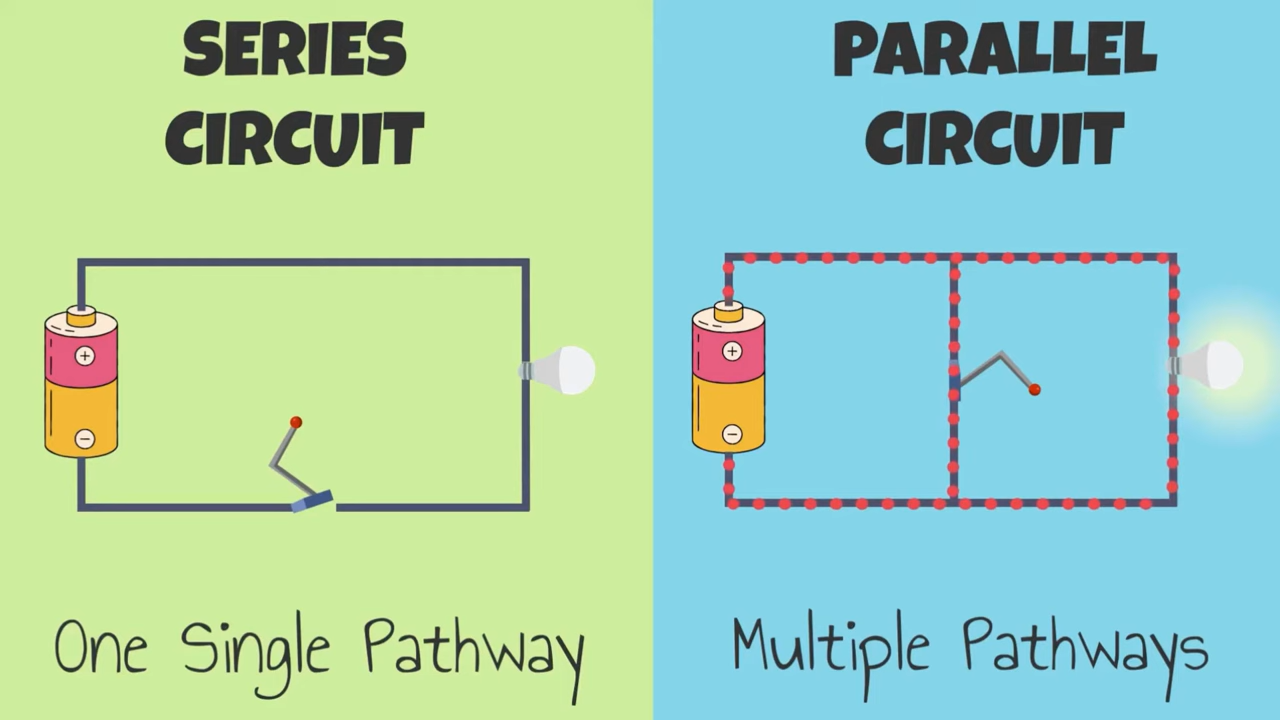 SERIES
CIRCUIT
+
−
One Single Pathway
PARALLEL
CIRCUIT
+
−
Multiple Pathways